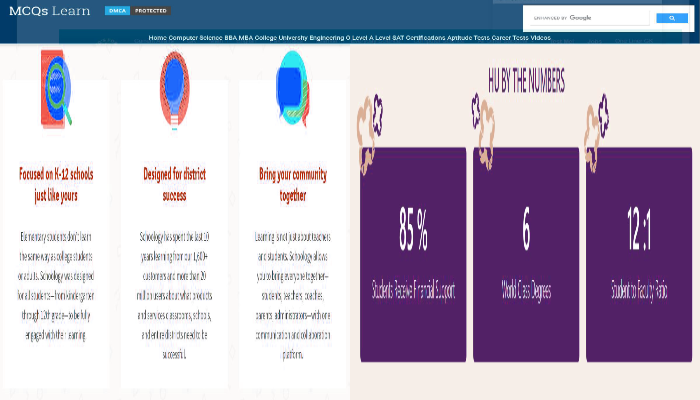 MCQs Learn
DMCA PROTECTED
ENHANCED BY Google
Home Computer Science BBA MBA College University Engineering O Level A Level SAT Certifications Aptitude Tests Career Tests Videos
Focused on K-12 schools
just like yours
Elementary students don't learn
the same way as college students
or adults. Schoology was designed
for all students—from kindergarten
through 12th grade—to be fully
engaged with their learning.
Designed for district
success
Schoology has spent the last 10
years learning from our 1,600+
customers and more than 20
million users about what products
and services classrooms, schools,
and entire districts need to be
successful.
Bring your community
together
Learning is not just about teachers
and students. Schoology allows
you to bring everyone together—
students, teachers, coaches,
parents, administrators—with one
communication and collaboration
platform.
HU BY THE NUMBERS
85 %
Students Receive Financial Support
6
World Class Degrees
12 :1
Student to Faculty Ratio